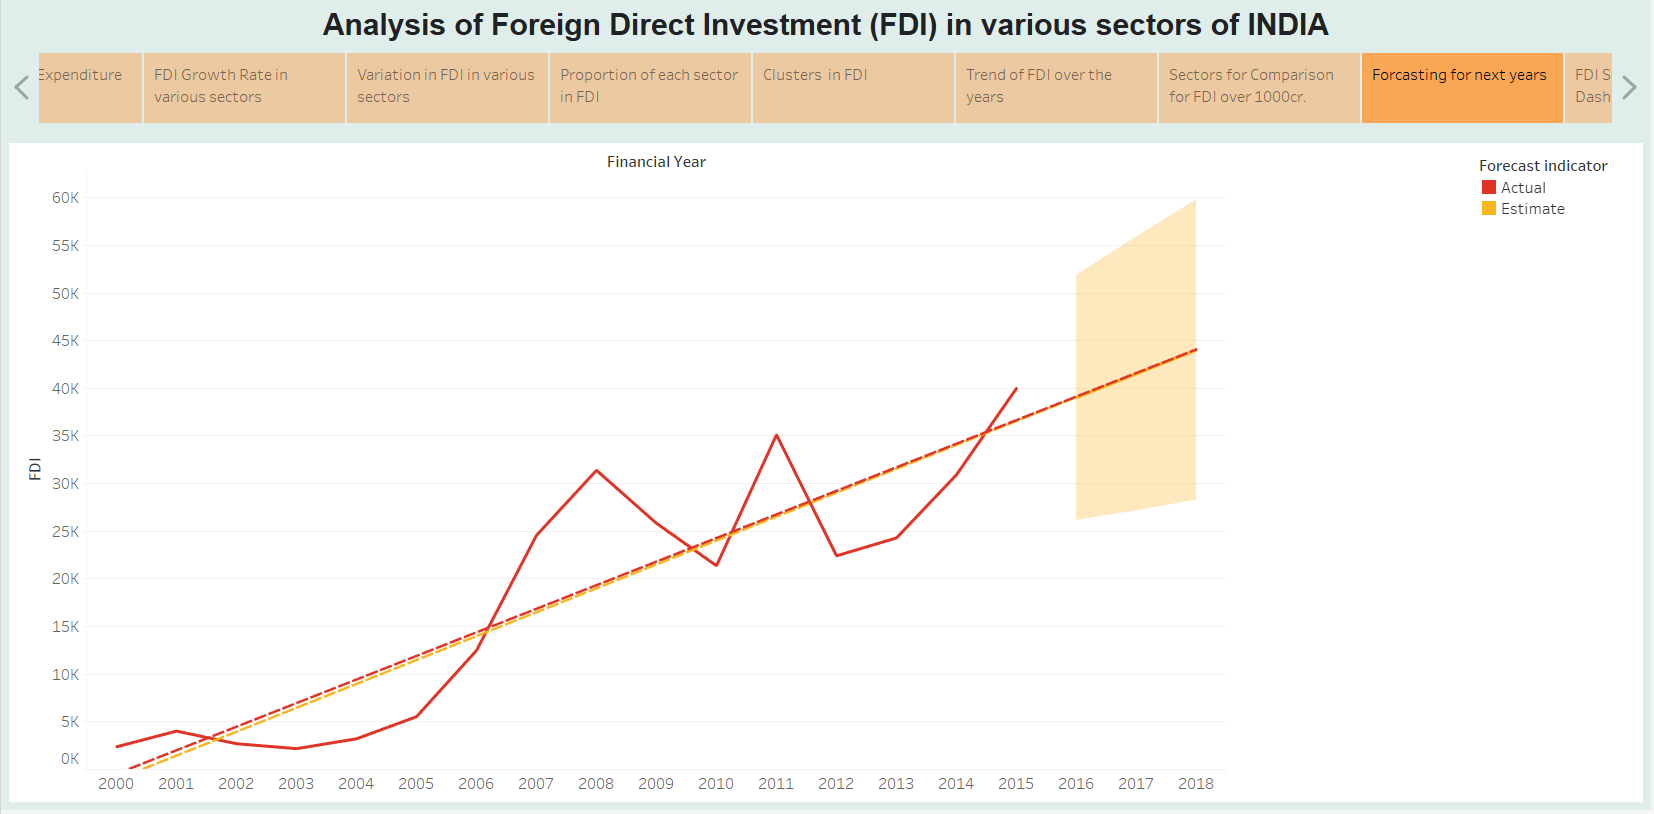 Analysis of Foreign Direct Investment (FDI) in various sectors of INDIA
Expenditure
FDI Growth Rate in
various sectors
Variation in FDI in various
sectors
Proportion of each sector
in FDI
Clusters in FDI
Trend of FDI over the
years
Sectors for Comparison
for FDI over 1000cr.
Forcasting for next years
FDI S
Dash
Financial Year
Forecast indicator
Actual
Estimate
60K
55K
50K
45K
40K
35K
30K
25K
20K
15K
10K
5K
0K
FDI
2000 2001 2002 2003 2004 2005 2006 2007 2008 2009 2010 2011 2012 2013 2014 2015 2016 2017 2018